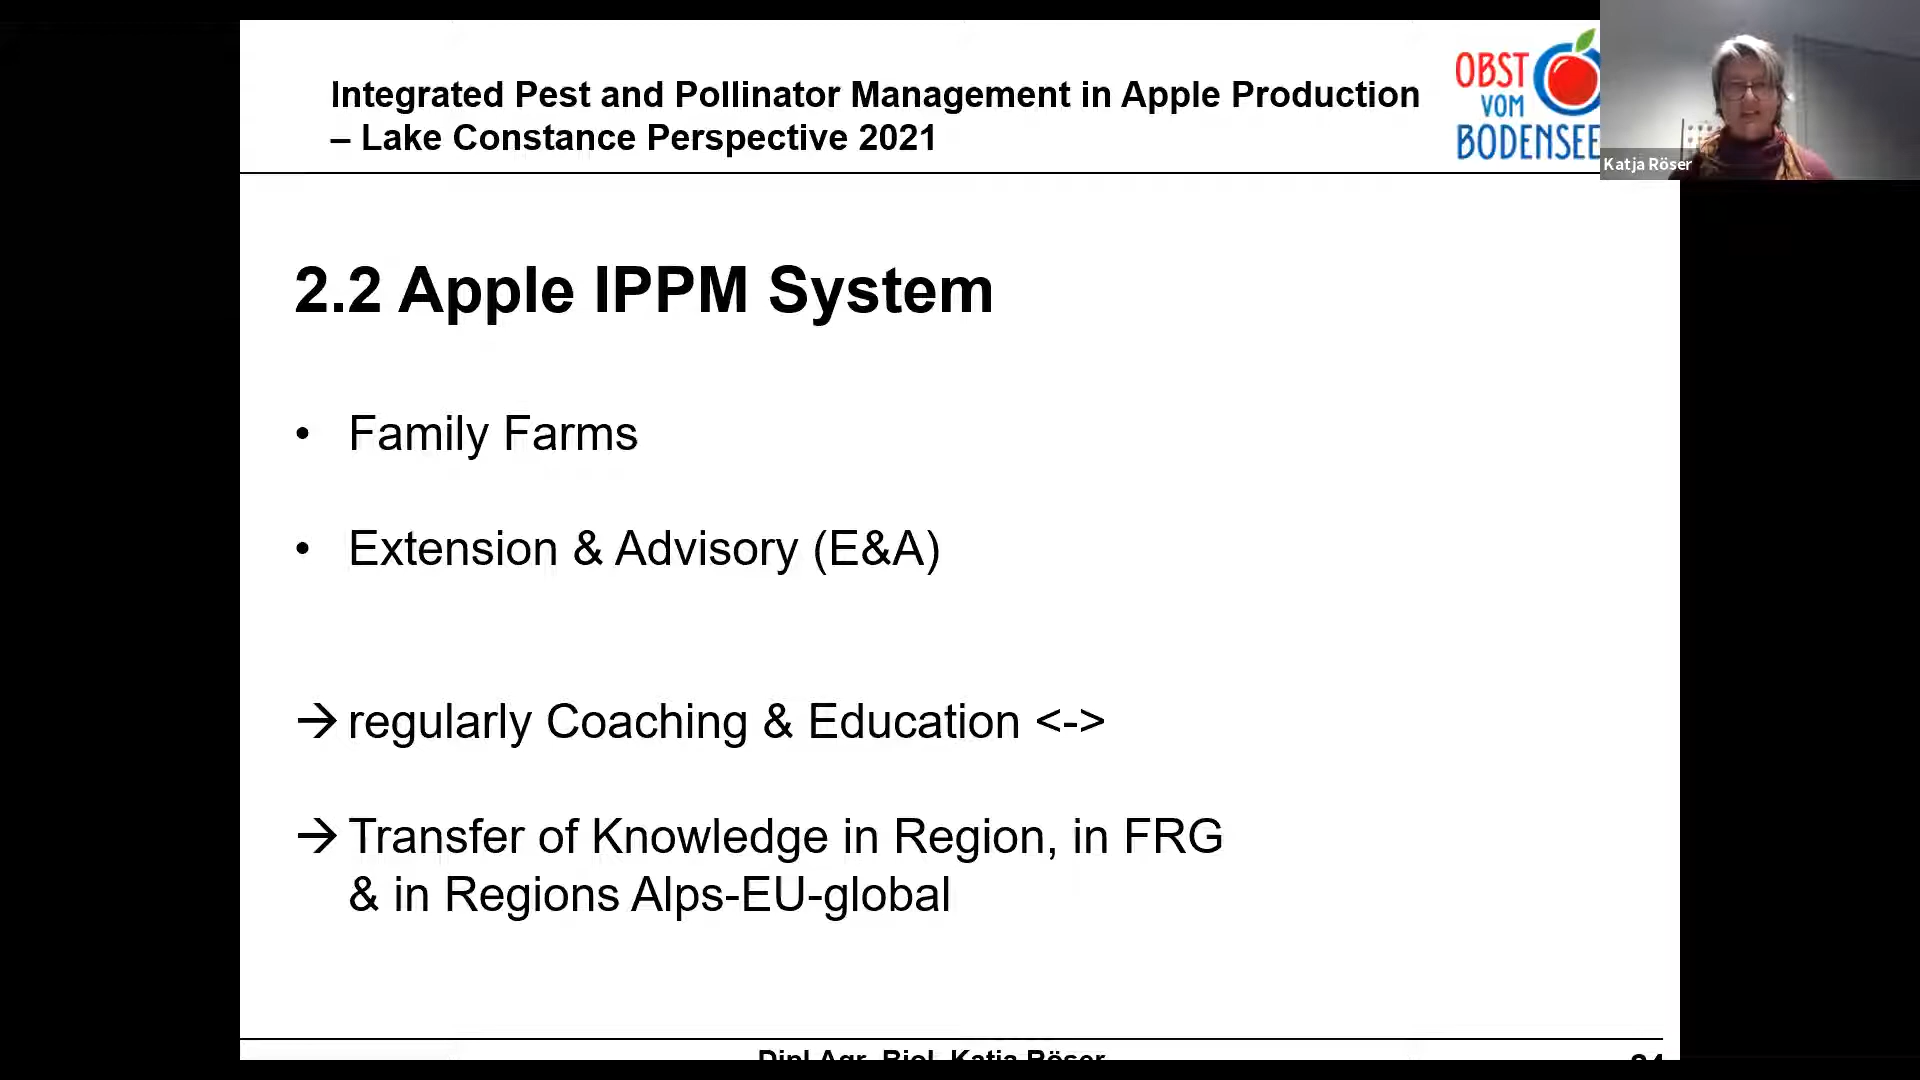 Integrated Pest and Pollinator Management in Apple Production
– Lake Constance Perspective 2021
OBST
VOM
BODENSEE
Katja Röser
2.2 Apple IPPM System
• Family Farms
• Extension & Advisory (E&A)
→ regularly Coaching & Education <->
→ Transfer of Knowledge in Region, in FRG
& in Regions Alps-EU-global
Dipl.Agr. Biol. Katja Röser